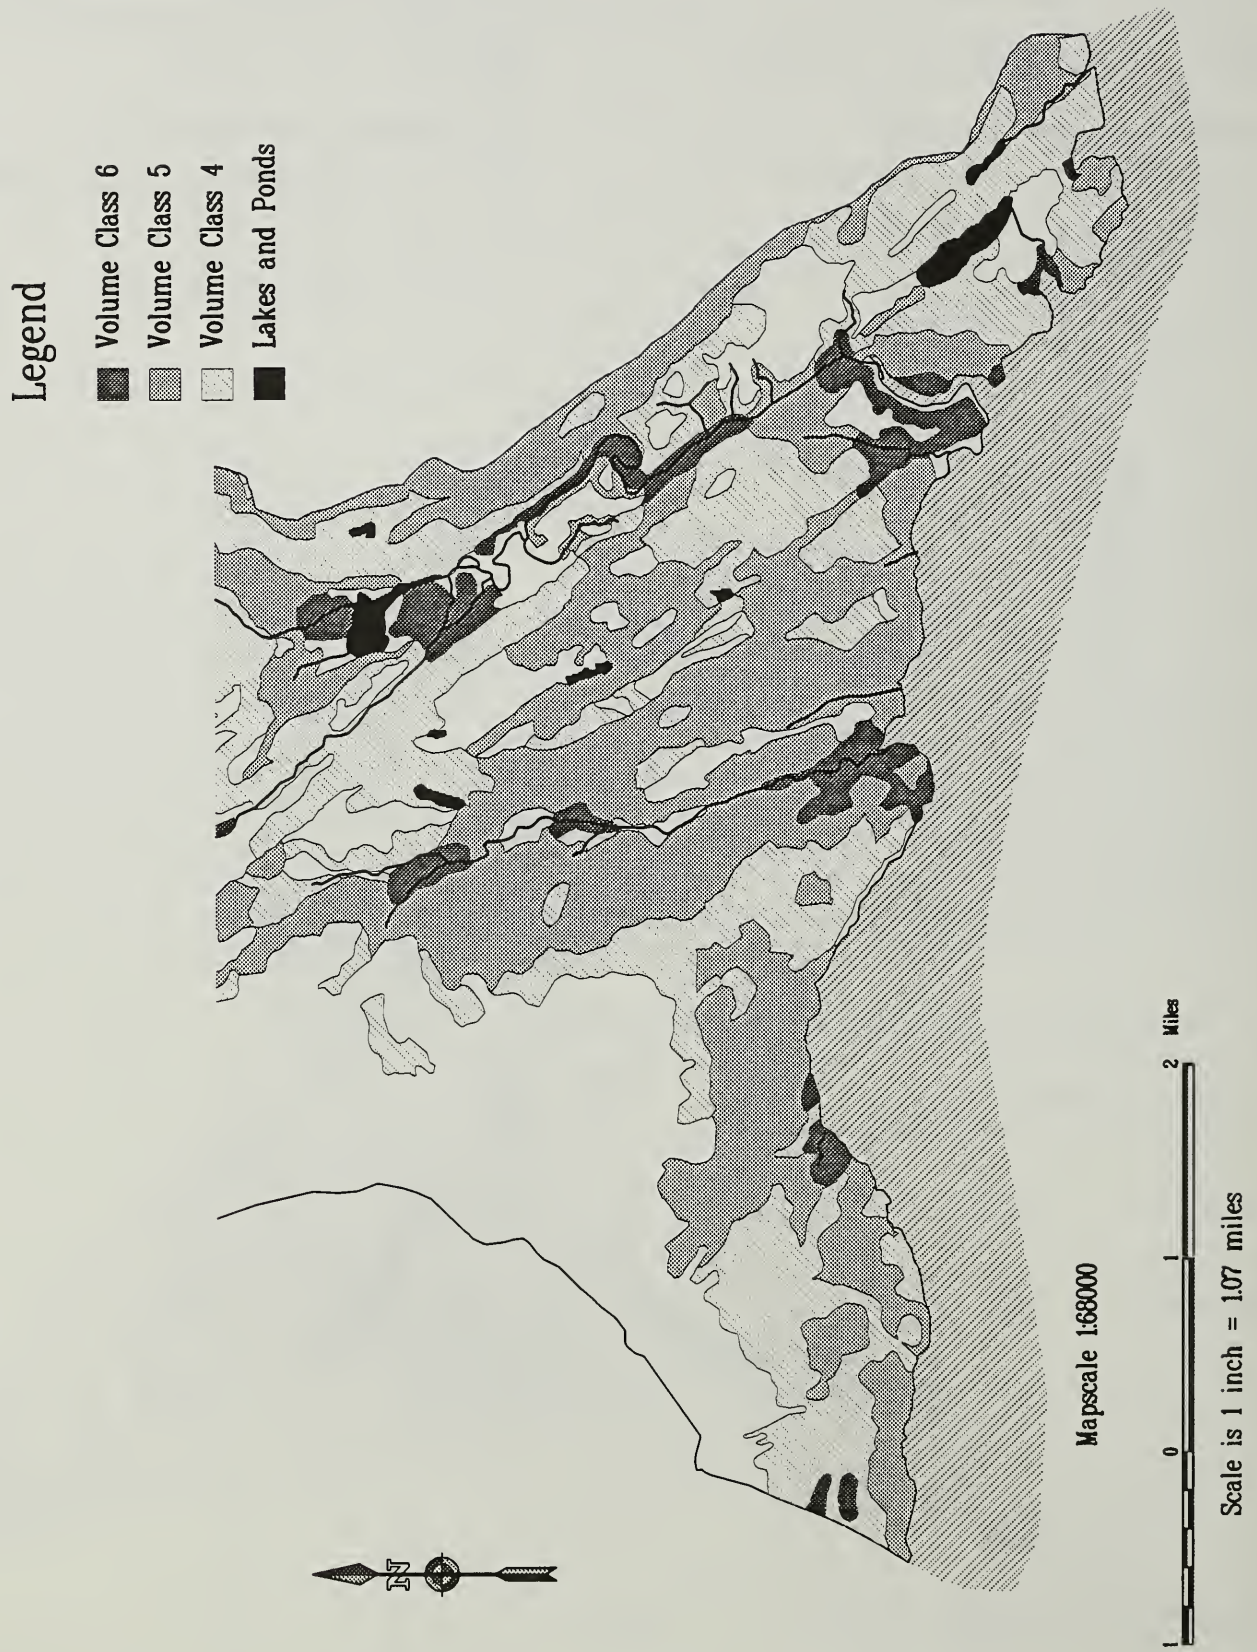 Legend
Volume Class 6
Volume Class 5
Volume Class 4
Lakes and Ponds
N
Mapscale 1:68000
1 0 1 2 Miles
Scale is 1 inch = 1.07 miles